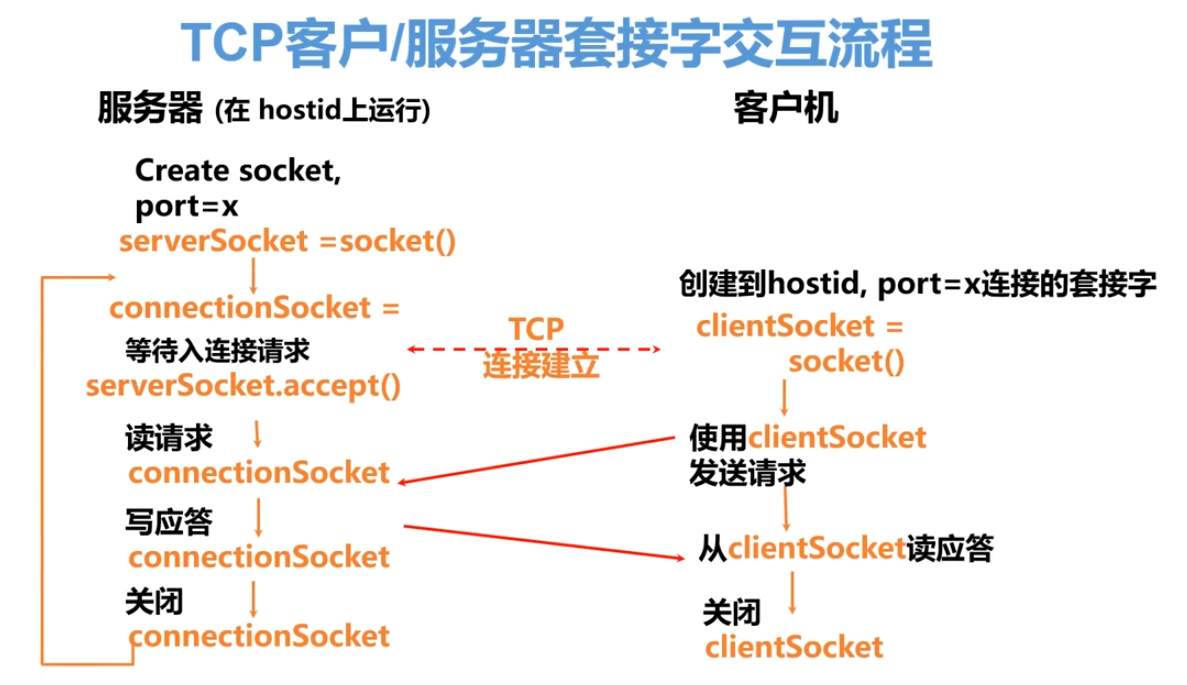 TCP客户/服务器套接字交互流程
服务器 (在 hostid上运行)
Create socket,
port=x
serverSocket =socket()
connectionSocket =
等待入连接请求
serverSocket.accept()
读请求
connectionSocket
写应答
connectionSocket
关闭
connectionSocket
TCP
连接建立
客户机
创建到hostid, port=x连接的套接字
clientSocket =
socket()
使用clientSocket
发送请求
从clientSocket读应答
关闭
clientSocket